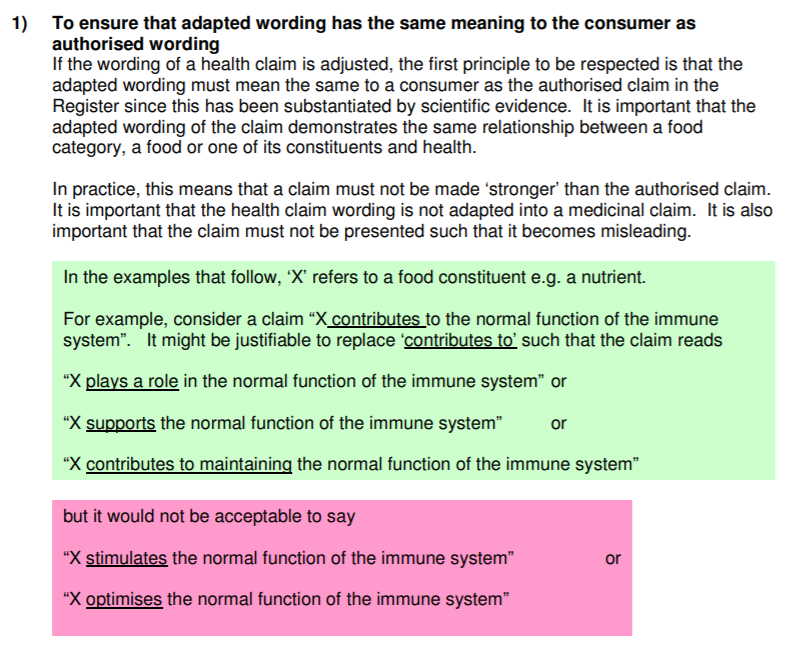 1) To ensure that adapted wording has the same meaning to the consumer as
authorised wording
If the wording of a health claim is adjusted, the first principle to be respected is that the
adapted wording must mean the same to a consumer as the authorised claim in the
Register since this has been substantiated by scientific evidence.  It is important that the
adapted wording of the claim demonstrates the same relationship between a food
category, a food or one of its constituents and health.
In practice, this means that a claim must not be made ‘stronger’ than the authorised claim.
It is important that the health claim wording is not adapted into a medicinal claim.  It is also
important that the claim must not be presented such that it becomes misleading.
In the examples that follow, ‘X’ refers to a food constituent e.g. a nutrient.
For example, consider a claim “X contributes to the normal function of the immune
system”.   It might be justifiable to replace ‘contributes to’ such that the claim reads
“X plays a role in the normal function of the immune system” or
“X supports the normal function of the immune system” or
“X contributes to maintaining the normal function of the immune system”
but it would not be acceptable to say
“X stimulates the normal function of the immune system” or
“X optimises the normal function of the immune system”